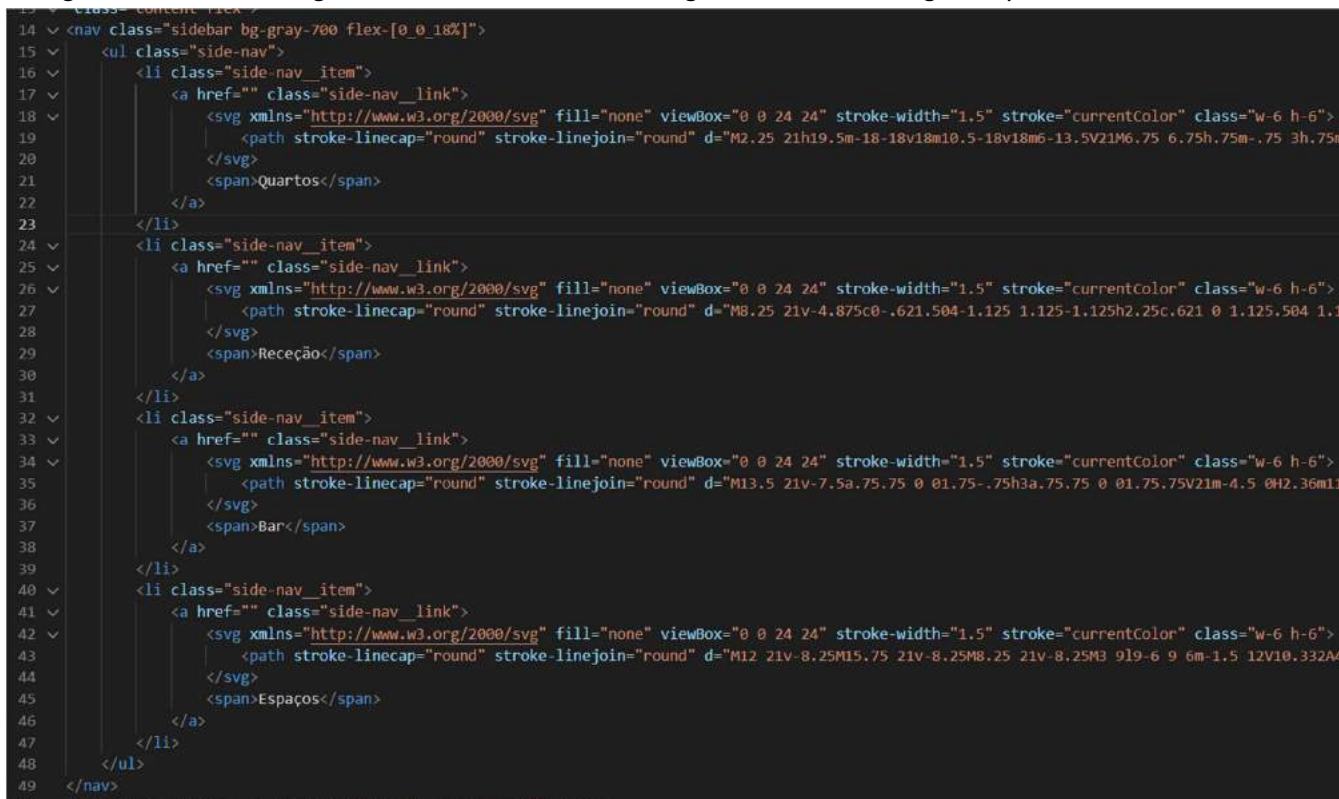 14 <nav class="sidebar bg-gray-700 flex-[0_0_18%]">
15 <ul class="side-nav">
16 <li class="side-nav__item">
17 <a href="" class="side-nav__link">
18 <svg xmlns="http://www.w3.org/2000/svg" fill="none" viewBox="0 0 24 24" stroke-width="1.5" stroke="currentColor" class="w-6 h-6">
19 <path stroke-linecap="round" stroke-linejoin="round" d="M2.25 21h19.5m-18-18v18m10.5-18v18m6-13.5V21M6.75 6.75h.75m-.75 3h.75m
20 </svg>
21 <span>Quartos</span>
22 </a>
23 </li>
24 <li class="side-nav__item">
25 <a href="" class="side-nav__link">
26 <svg xmlns="http://www.w3.org/2000/svg" fill="none" viewBox="0 0 24 24" stroke-width="1.5" stroke="currentColor" class="w-6 h-6">
27 <path stroke-linecap="round" stroke-linejoin="round" d="M8.25 21v-4.875c0-.621.504-1.125 1.125-1.125h2.25c.621 0 1.125.504 1.1
28 </svg>
29 <span>Receção</span>
30 </a>
31 </li>
32 <li class="side-nav__item">
33 <a href="" class="side-nav__link">
34 <svg xmlns="http://www.w3.org/2000/svg" fill="none" viewBox="0 0 24 24" stroke-width="1.5" stroke="currentColor" class="w-6 h-6">
35 <path stroke-linecap="round" stroke-linejoin="round" d="M13.5 21v-7.5a.75.75 0 01.75-.75h3a.75.75 0 01.75.75V21m-4.5 0H2.36m11
36 </svg>
37 <span>Bar</span>
38 </a>
39 </li>
40 <li class="side-nav__item">
41 <a href="" class="side-nav__link">
42 <svg xmlns="http://www.w3.org/2000/svg" fill="none" viewBox="0 0 24 24" stroke-width="1.5" stroke="currentColor" class="w-6 h-6">
43 <path stroke-linecap="round" stroke-linejoin="round" d="M12 21v-8.25M15.75 21v-8.25M8.25 21v-8.25M3 9l9-6 9 6m-1.5 12V10.332A4
44 </svg>
45 <span>Espaços</span>
46 </a>
47 </li>
48 </ul>
49 </nav>